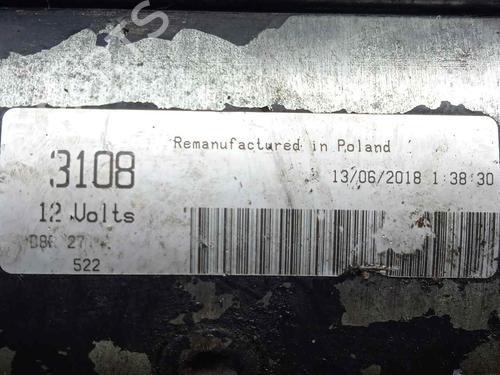 Remanufactured in Poland
3108
13/06/2018 1:38:30
12 Volts
522